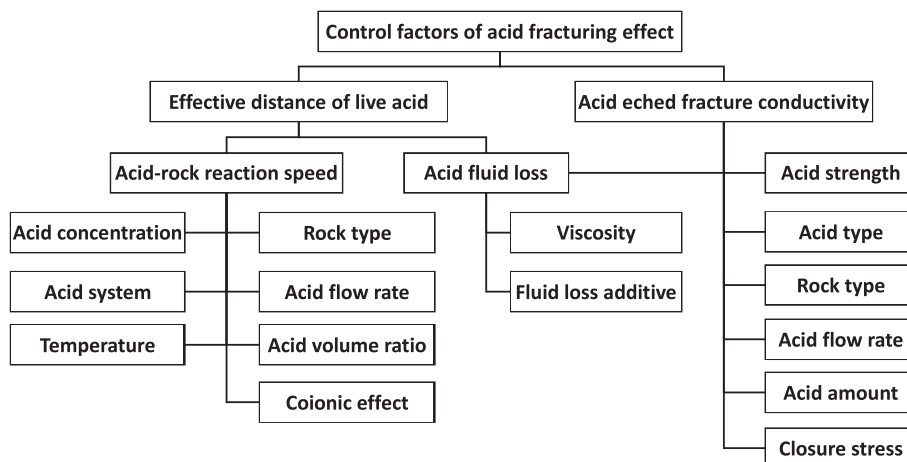 Control factors of acid fracturing effect
Effective distance of live acid
Acid eched fracture conductivity
Acid-rock reaction speed
Acid fluid loss
Acid strength
Acid concentration
Rock type
Viscosity
Acid type
Acid system
Acid flow rate
Fluid loss additive
Rock type
Temperature
Acid volume ratio
Acid flow rate
Coionic effect
Acid amount
Closure stress